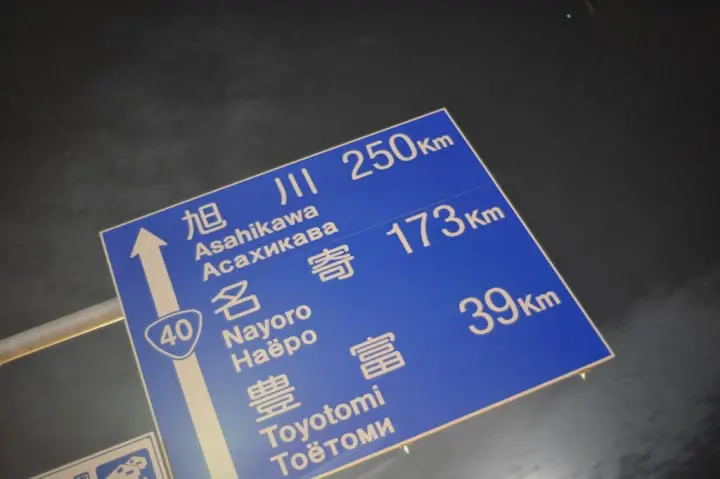 旭川 250Km
Asahikawa
Асахикава
名寄 173Km
Nayoro
Наёро
豊富 39Km
Toyotomi
Тоётоми
40